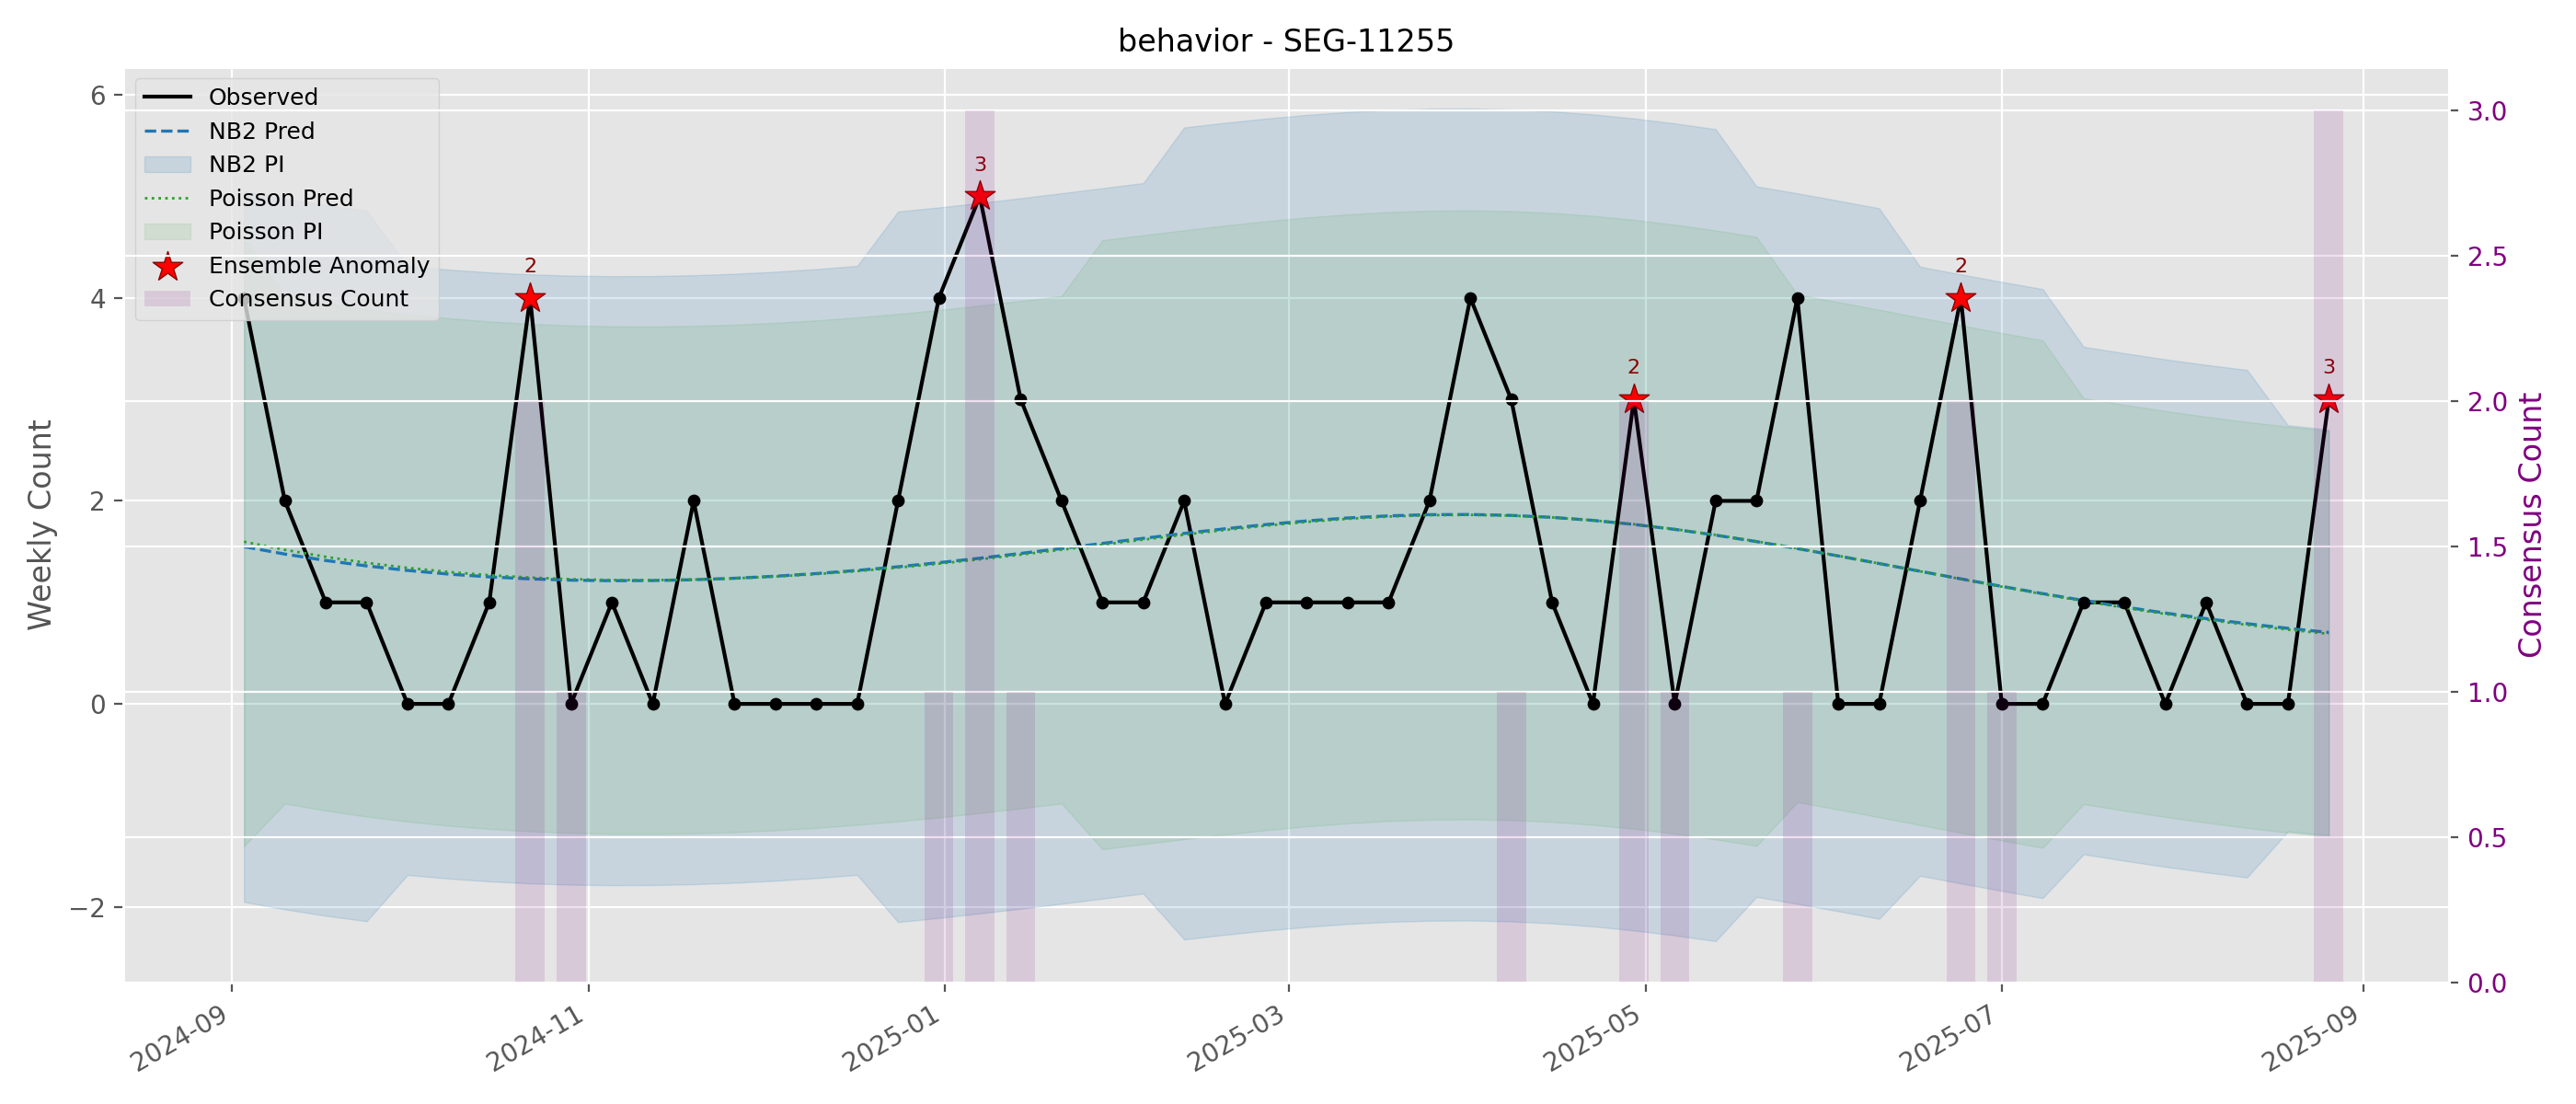 behavior - SEG-11255
Observed
NB2 Pred
NB2 PI
Poisson Pred
Poisson PI
Ensemble Anomaly
Consensus Count
Weekly Count
6
4
2
0
−2
2
3
2
2
3
3.0
2.5
2.0
1.5
1.0
0.5
0.0
Consensus Count
2024-09
2024-11
2025-01
2025-03
2025-05
2025-07
2025-09